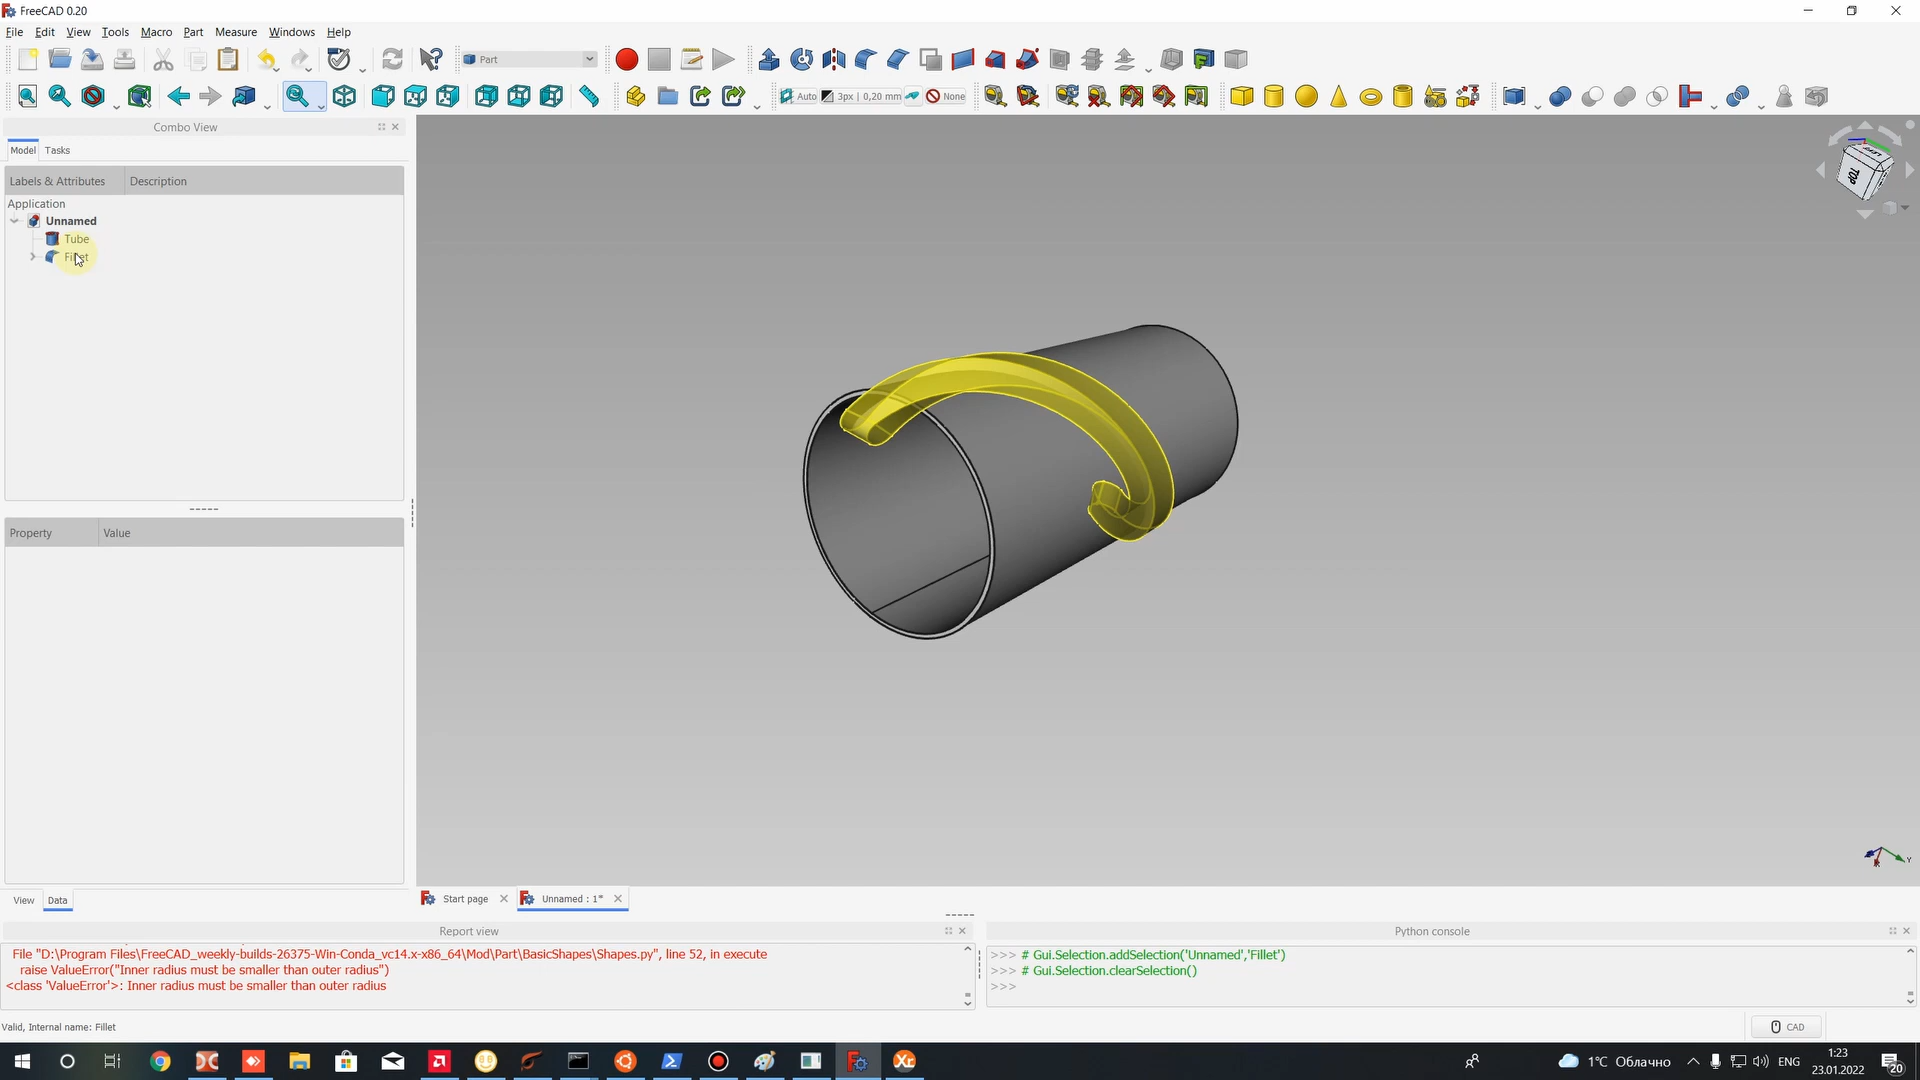 FreeCAD 0.20
File Edit View Tools Macro Part Measure Windows Help
Part
Auto 3px | 0,20 mm None
Combo View
Model Tasks
Labels & Attributes Description
Application
Unnamed
Tube
Fillet
TOP
Y
Property Value
View Data
Start page Unnamed : 1*
Report view
File "D:\Program Files\FreeCAD_weekly-builds-26375-Win-Conda_vc14.x-x86_64\Mod\Part\BasicShapes\Shapes.py", line 52, in execute
raise ValueError("Inner radius must be smaller than outer radius")
<class 'ValueError'>: Inner radius must be smaller than outer radius
Python console
>>> # Gui.Selection.addSelection('Unnamed','Fillet')
>>> # Gui.Selection.clearSelection()
>>>
Valid, Internal name: Fillet
CAD
1°C Облачно ENG 1:23
23.01.2022
20